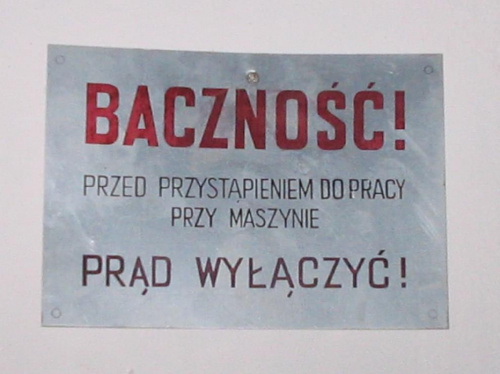 BACZNOŚĆ!
PRZED PRZYSTĄPIENIEM DO PRACY
PRZY MASZYNIE
PRĄD WYŁĄCZYĆ!